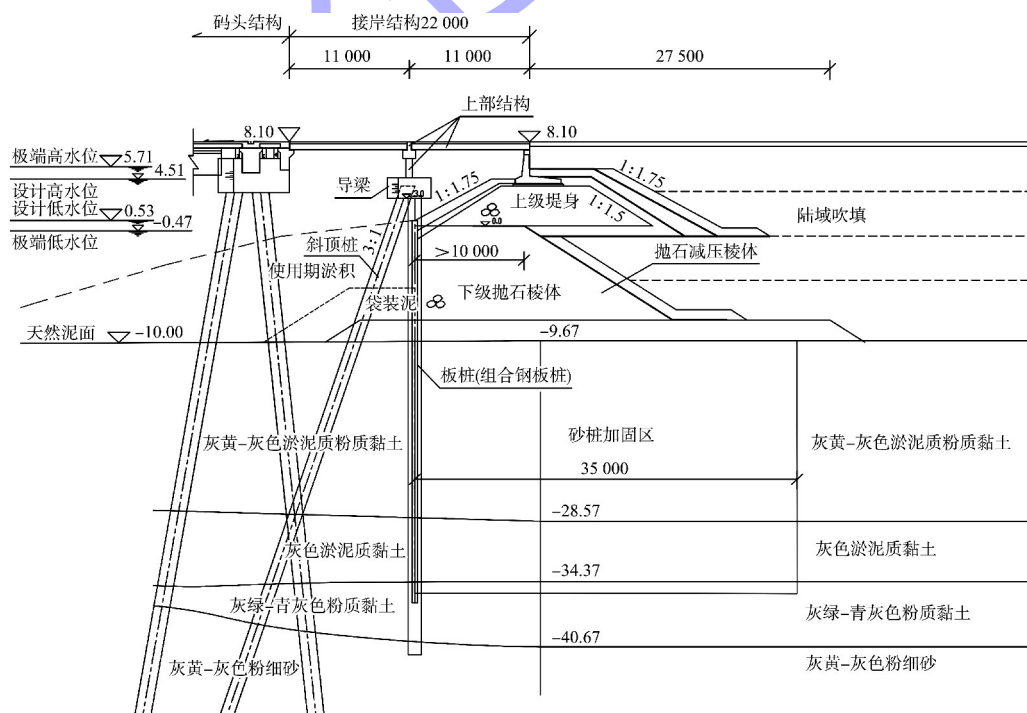 码头结构
接岸结构22 000
11 000
11 000
27 500
上部结构
8.10
8.10
极端高水位
5.71
4.51
设计高水位
设计低水位
0.53
-0.47
极端低水位
导梁
3.0
1:1.75
1:1.75
上级堤身
1:1.5
0.0
陆域吹填
斜顶桩
3:1
使用期淤积
>10 000
抛石减压棱体
袋装泥
下级抛石棱体
天然泥面
-10.00
-9.67
板桩(组合钢板桩)
灰黄-灰色淤泥质粉质黏土
砂桩加固区
灰黄-灰色淤泥质粉质黏土
35 000
-28.57
灰色淤泥质黏土
灰色淤泥质黏土
-34.37
灰绿-青灰色粉质黏土
灰绿-青灰色粉质黏土
-40.67
灰黄-灰色粉细砂
灰黄-灰色粉细砂